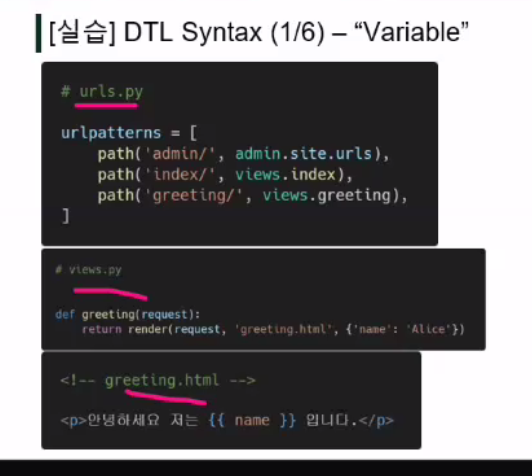 [실습] DTL Syntax (1/6) – “Variable”
# urls.py
urlpatterns = [
    path('admin/', admin.site.urls),
    path('index/', views.index),
    path('greeting/', views.greeting),
]
# views.py
def greeting(request):
    return render(request, 'greeting.html', {'name': 'Alice'})
<!-- greeting.html -->
<p>안녕하세요 저는 {{ name }} 입니다.</p>